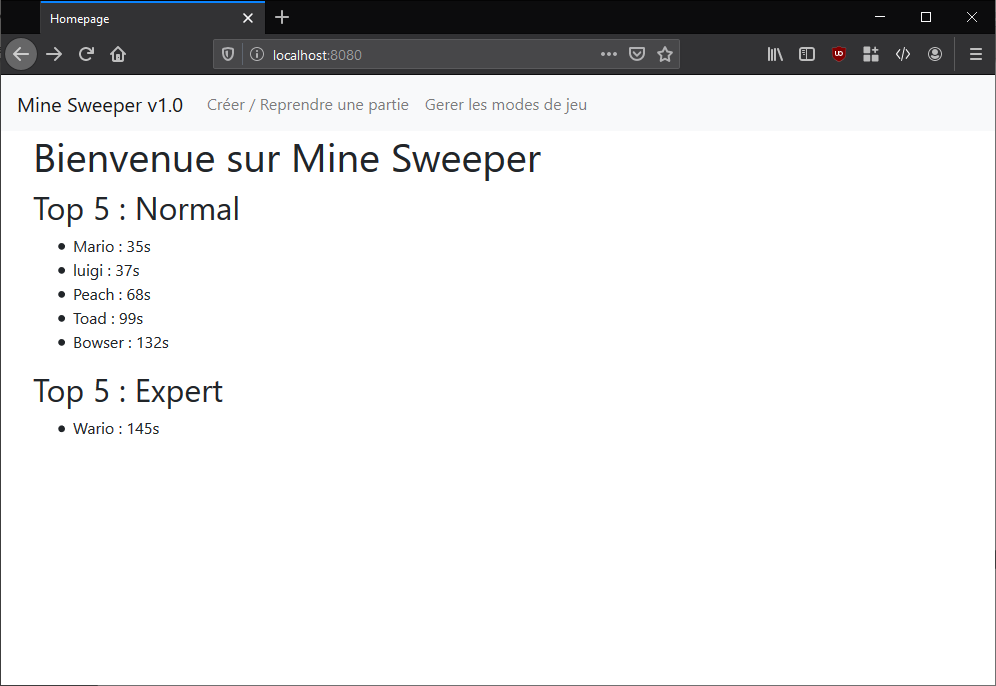 Homepage
localhost:8080
Mine Sweeper v1.0 Créer / Reprendre une partie Gerer les modes de jeu
Bienvenue sur Mine Sweeper
Top 5 : Normal
Mario : 35s
luigi : 37s
Peach : 68s
Toad : 99s
Bowser : 132s
Top 5 : Expert
Wario : 145s